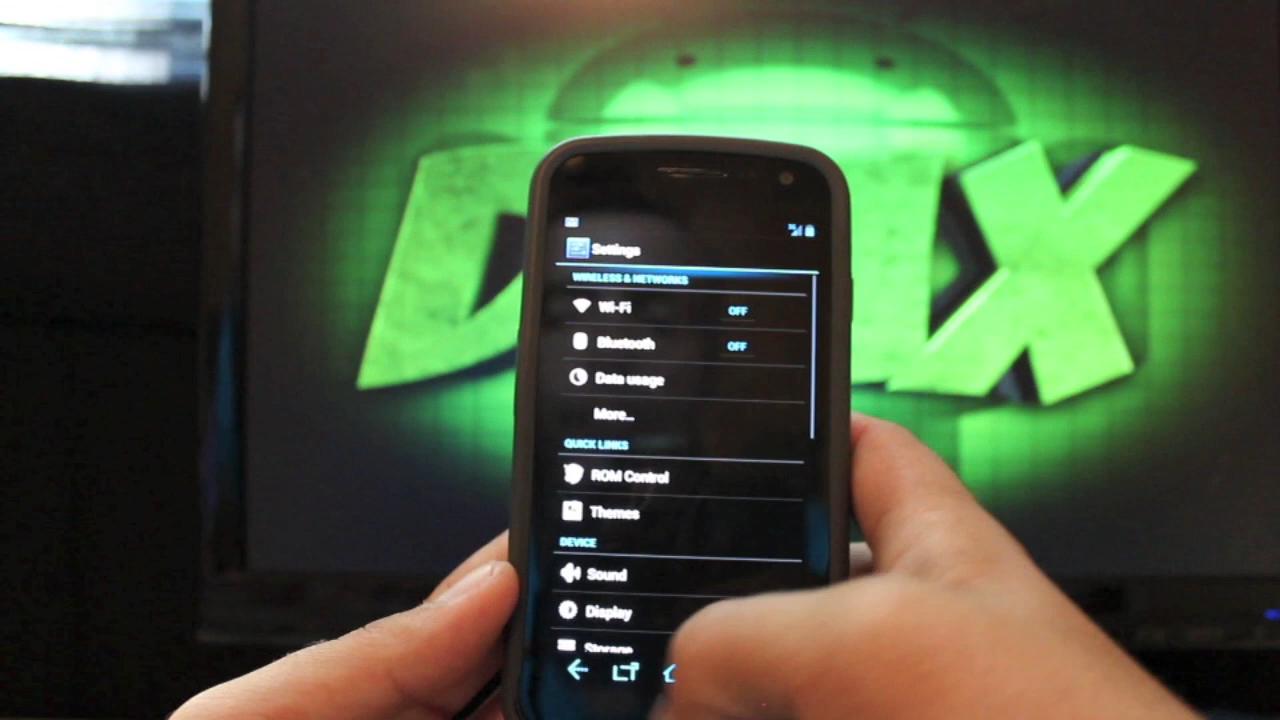 Settings
WIRELESS & NETWORKS
Wi-Fi OFF
Bluetooth OFF
Data usage
More...
QUICK LINKS
ROM Control
Themes
DEVICE
Sound
Display
Storage